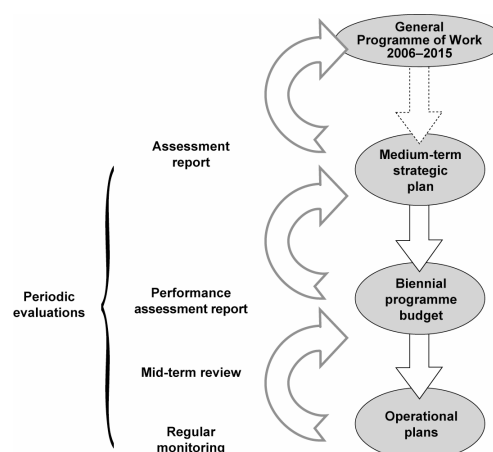 General
Programme of Work
2006–2015
Assessment
report
Medium-term
strategic
plan
Periodic
evaluations
Performance
assessment report
Biennial
programme
budget
Mid-term review
Operational
plans
Regular
monitoring